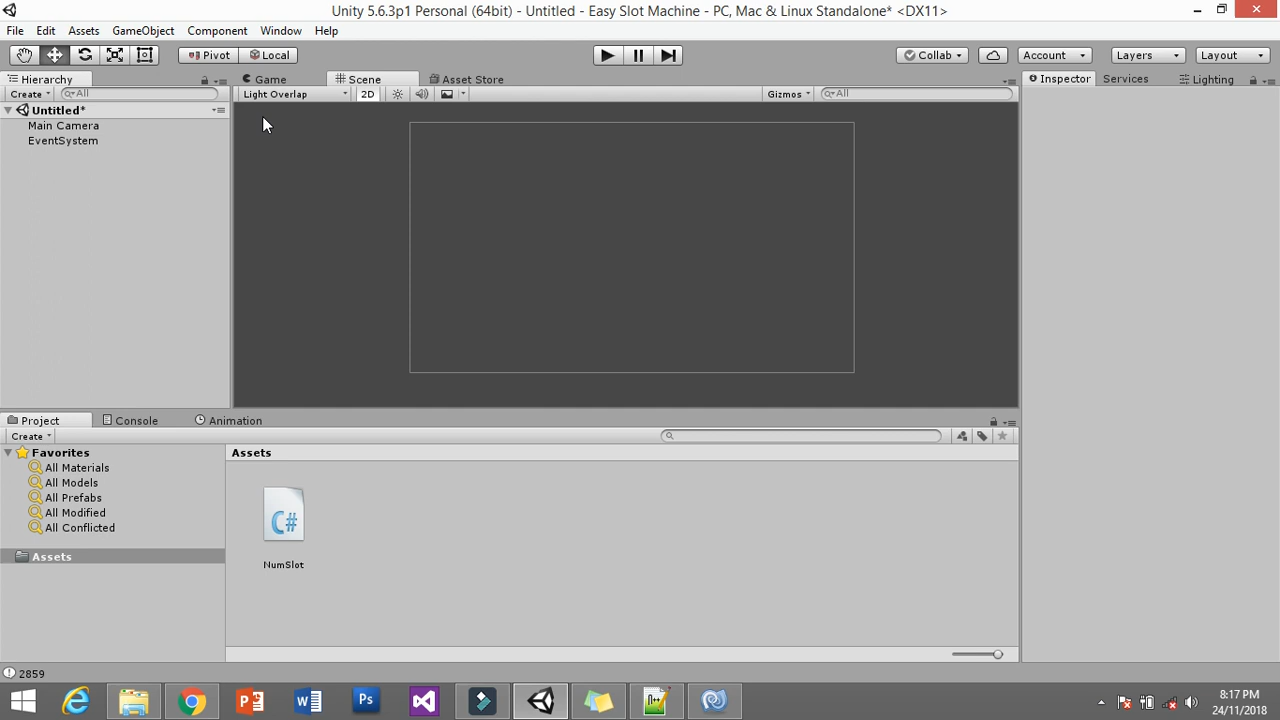 Unity 5.6.3p1 Personal (64bit) - Untitled - Easy Slot Machine - PC, Mac & Linux Standalone* <DX11>
File Edit Assets GameObject Component Window Help
Pivot Local Collab Account Layers Layout
Hierarchy Game Scene Asset Store Inspector Services Lighting
Create All Light Overlap 2D Gizmos All
Untitled*
Main Camera
EventSystem
Project Console Animation
Create
Favorites Assets
All Materials
All Models
All Prefabs
All Modified
All Conflicted
Assets
C#
NumSlot
2859
Ps
n++
8:17 PM
24/11/2018